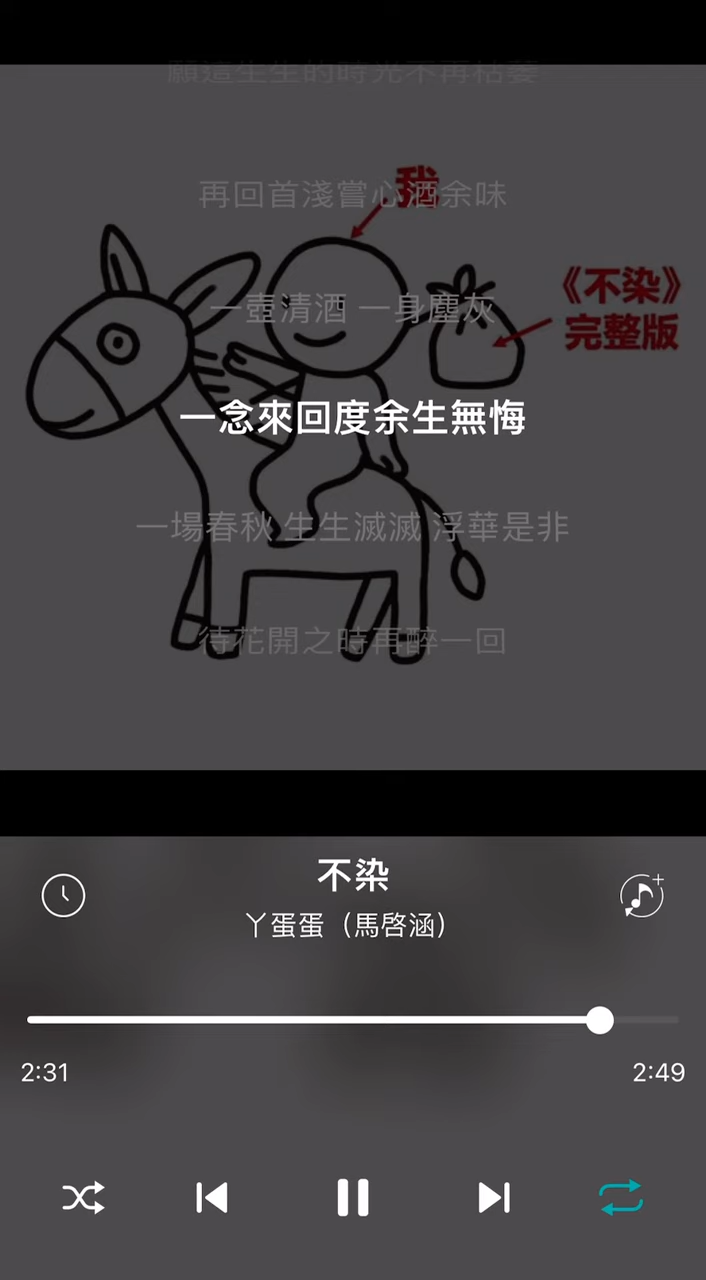 願這生生的時光不再枯萎
再回首淺嘗心酒余味
我
一壺清酒 一身塵灰
《不染》
完整版
一念來回度余生無悔
一場春秋 生生滅滅 浮華是非
待花開之時再醉一回
不染
丫蛋蛋（馬啓涵）
2:31
2:49